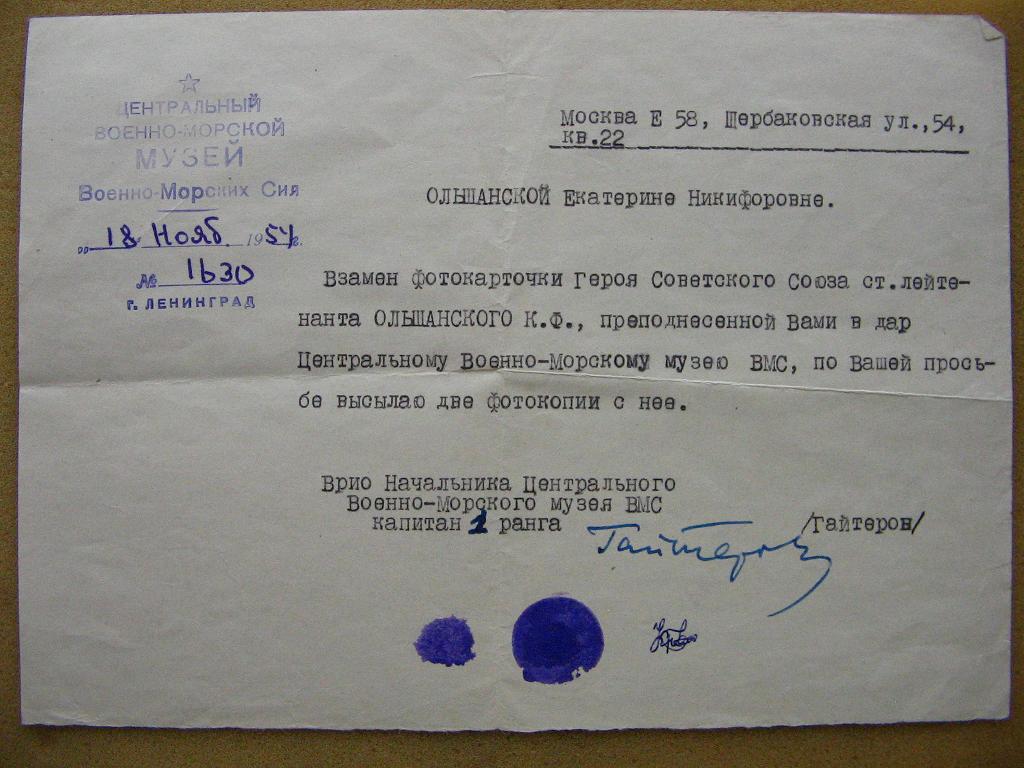 ЦЕНТРАЛЬНЫЙ
ВОЕННО-МОРСКОЙ
МУЗЕЙ
Военно-Морских Сил
„18 Нояб. 1954г.
№ 1630
г. ЛЕНИНГРАД
Москва Е 58, Щербаковская ул.,54,
кв.22
ОЛЬШАНСКОЙ Екатерине Никифоровне.
Взамен фотокарточки Героя Советского Союза ст.лейте-
нанта ОЛЬШАНСКОГО К.Ф., преподнесенной Вами в дар
Центральному Военно-Морскому музею ВМС, по Вашей прось-
бе высылаю две фотокопии с нее.
Врио Начальника Центрального
Военно-Морского музея ВМС
капитан 1 ранга
Гайтеров
/Гайтеров/